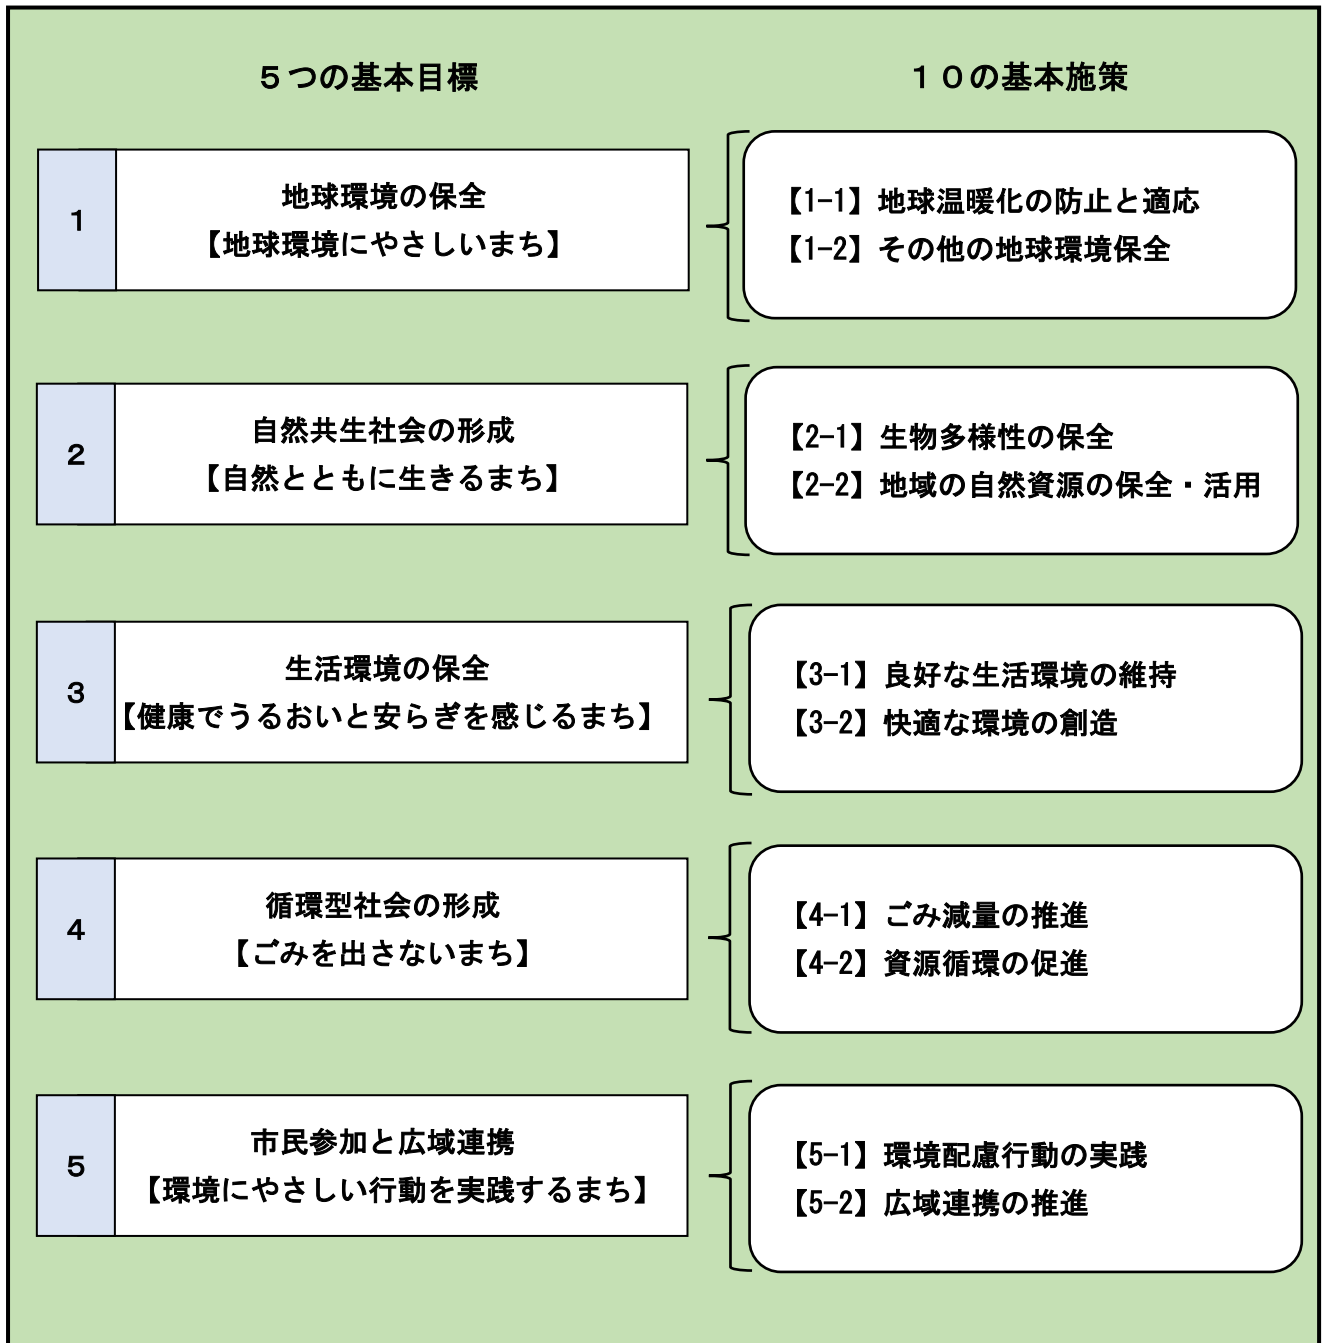 ５つの基本目標
１０の基本施策
1
地球環境の保全
【地球環境にやさしいまち】
【1-1】地球温暖化の防止と適応
【1-2】その他の地球環境保全
2
自然共生社会の形成
【自然とともに生きるまち】
【2-1】生物多様性の保全
【2-2】地域の自然資源の保全・活用
3
生活環境の保全
【健康でうるおいと安らぎを感じるまち】
【3-1】良好な生活環境の維持
【3-2】快適な環境の創造
4
循環型社会の形成
【ごみを出さないまち】
【4-1】ごみ減量の推進
【4-2】資源循環の促進
5
市民参加と広域連携
【環境にやさしい行動を実践するまち】
【5-1】環境配慮行動の実践
【5-2】広域連携の推進